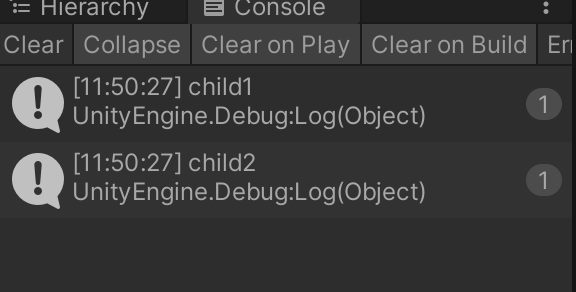 Hierarchy Console
Clear Collapse Clear on Play Clear on Build
[11:50:27] child1
UnityEngine.Debug:Log(Object)
1
[11:50:27] child2
UnityEngine.Debug:Log(Object)
1